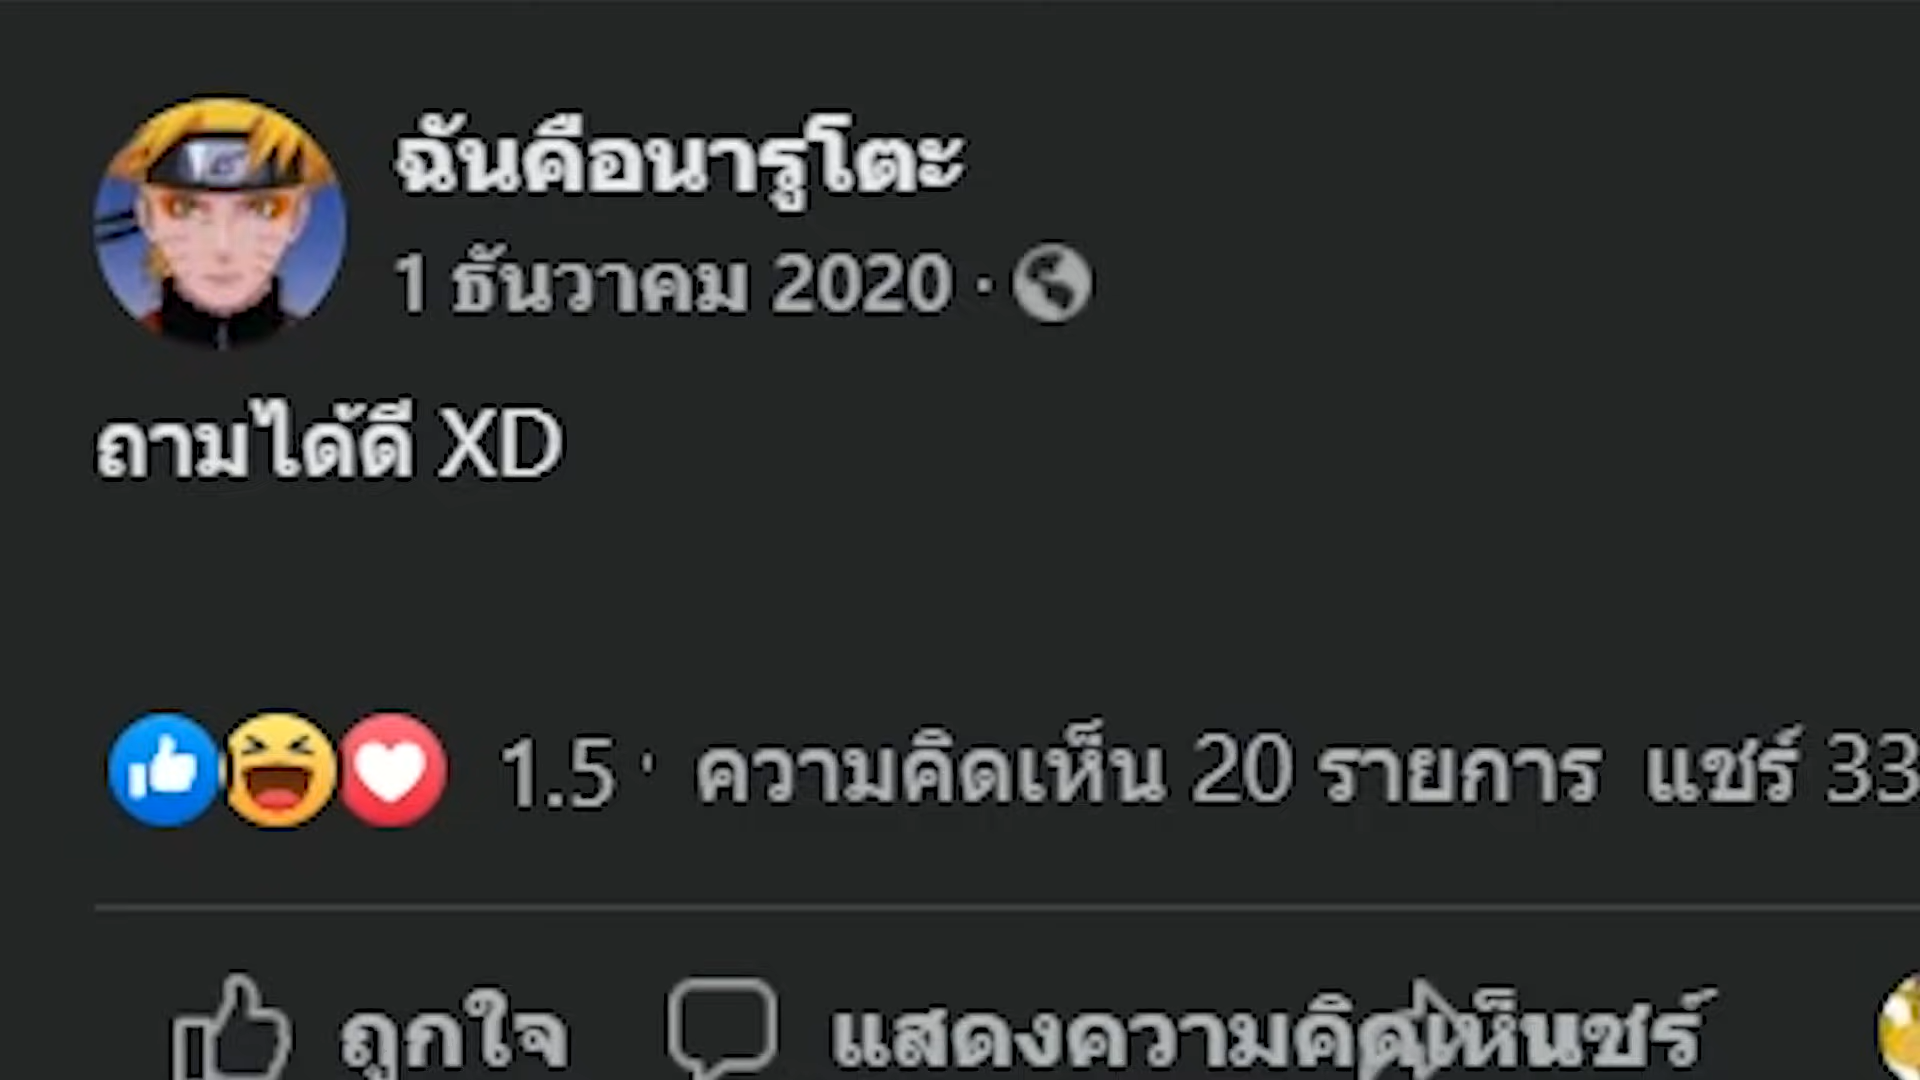 ฉันคือนารูโตะ
1 ธันวาคม 2020 ·
ถามได้ดี XD
1.5 ความคิดเห็น 20 รายการ แชร์ 33
ถูกใจ แสดงความคิดเห็น